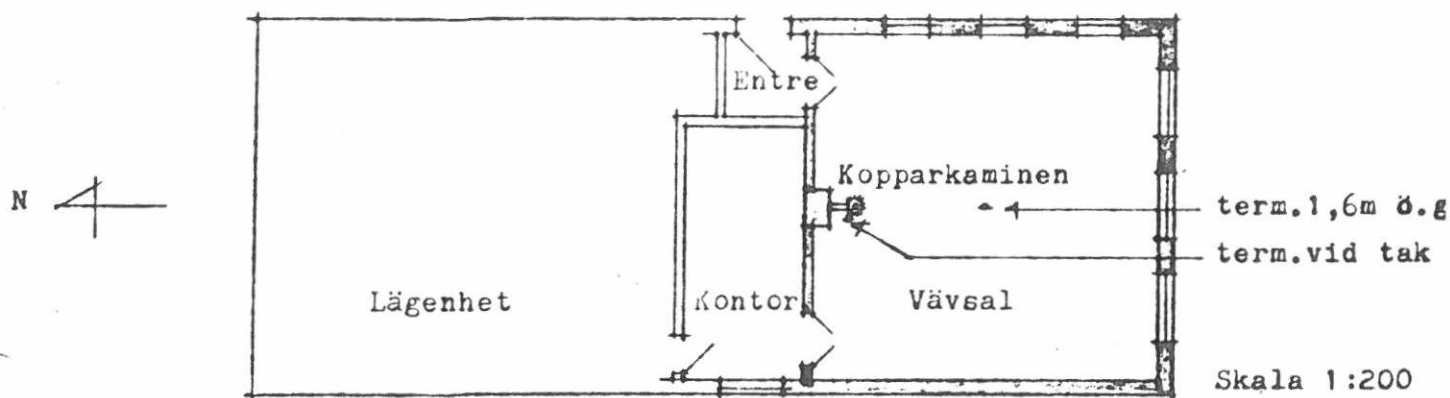 Entre
N
Kopparkaminen
term.1,6m ö.g
term.vid tak
Lägenhet
Kontor
Vävsal
Skala 1:200